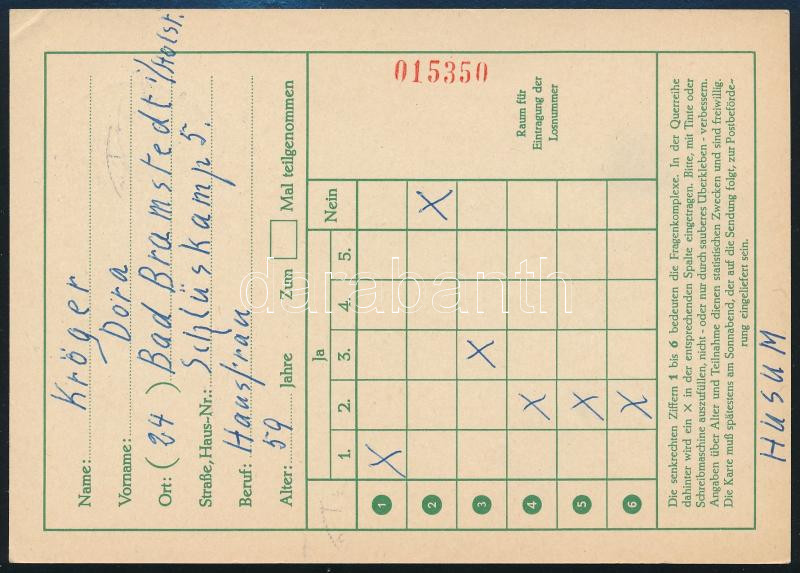 Name: Kröger
Vorname: Dora
Ort: (24) Bad Bramstedt i/Holst.
Straße, Haus-Nr.: Schlüskamp 5.
Beruf: Hausfrau
Alter: 59 Jahre Zum Mal teilgenommen
Ja Nein
1. 2. 3. 4. 5.
1 X
2 X
3 X
4 X
5 X
6 X
015350
Raum für
Eintragung der
Losnummer
Die senkrechten Ziffern 1 bis 6 bedeuten die Fragenkomplexe. In der Querreihe
dahinter wird ein × in der entsprechenden Spalte eingetragen. Bitte, mit Tinte oder
Schreibmaschine auszufüllen, nicht - oder nur durch sauberes Überkleben - verbessern.
Angaben über Alter und Teilnahme dienen statistischen Zwecken und sind freiwillig.
Die Karte muß spätestens am Sonnabend, der auf die Sendung folgt, zur Postbeförde-
rung eingeliefert sein.
HUSUM
darabanth